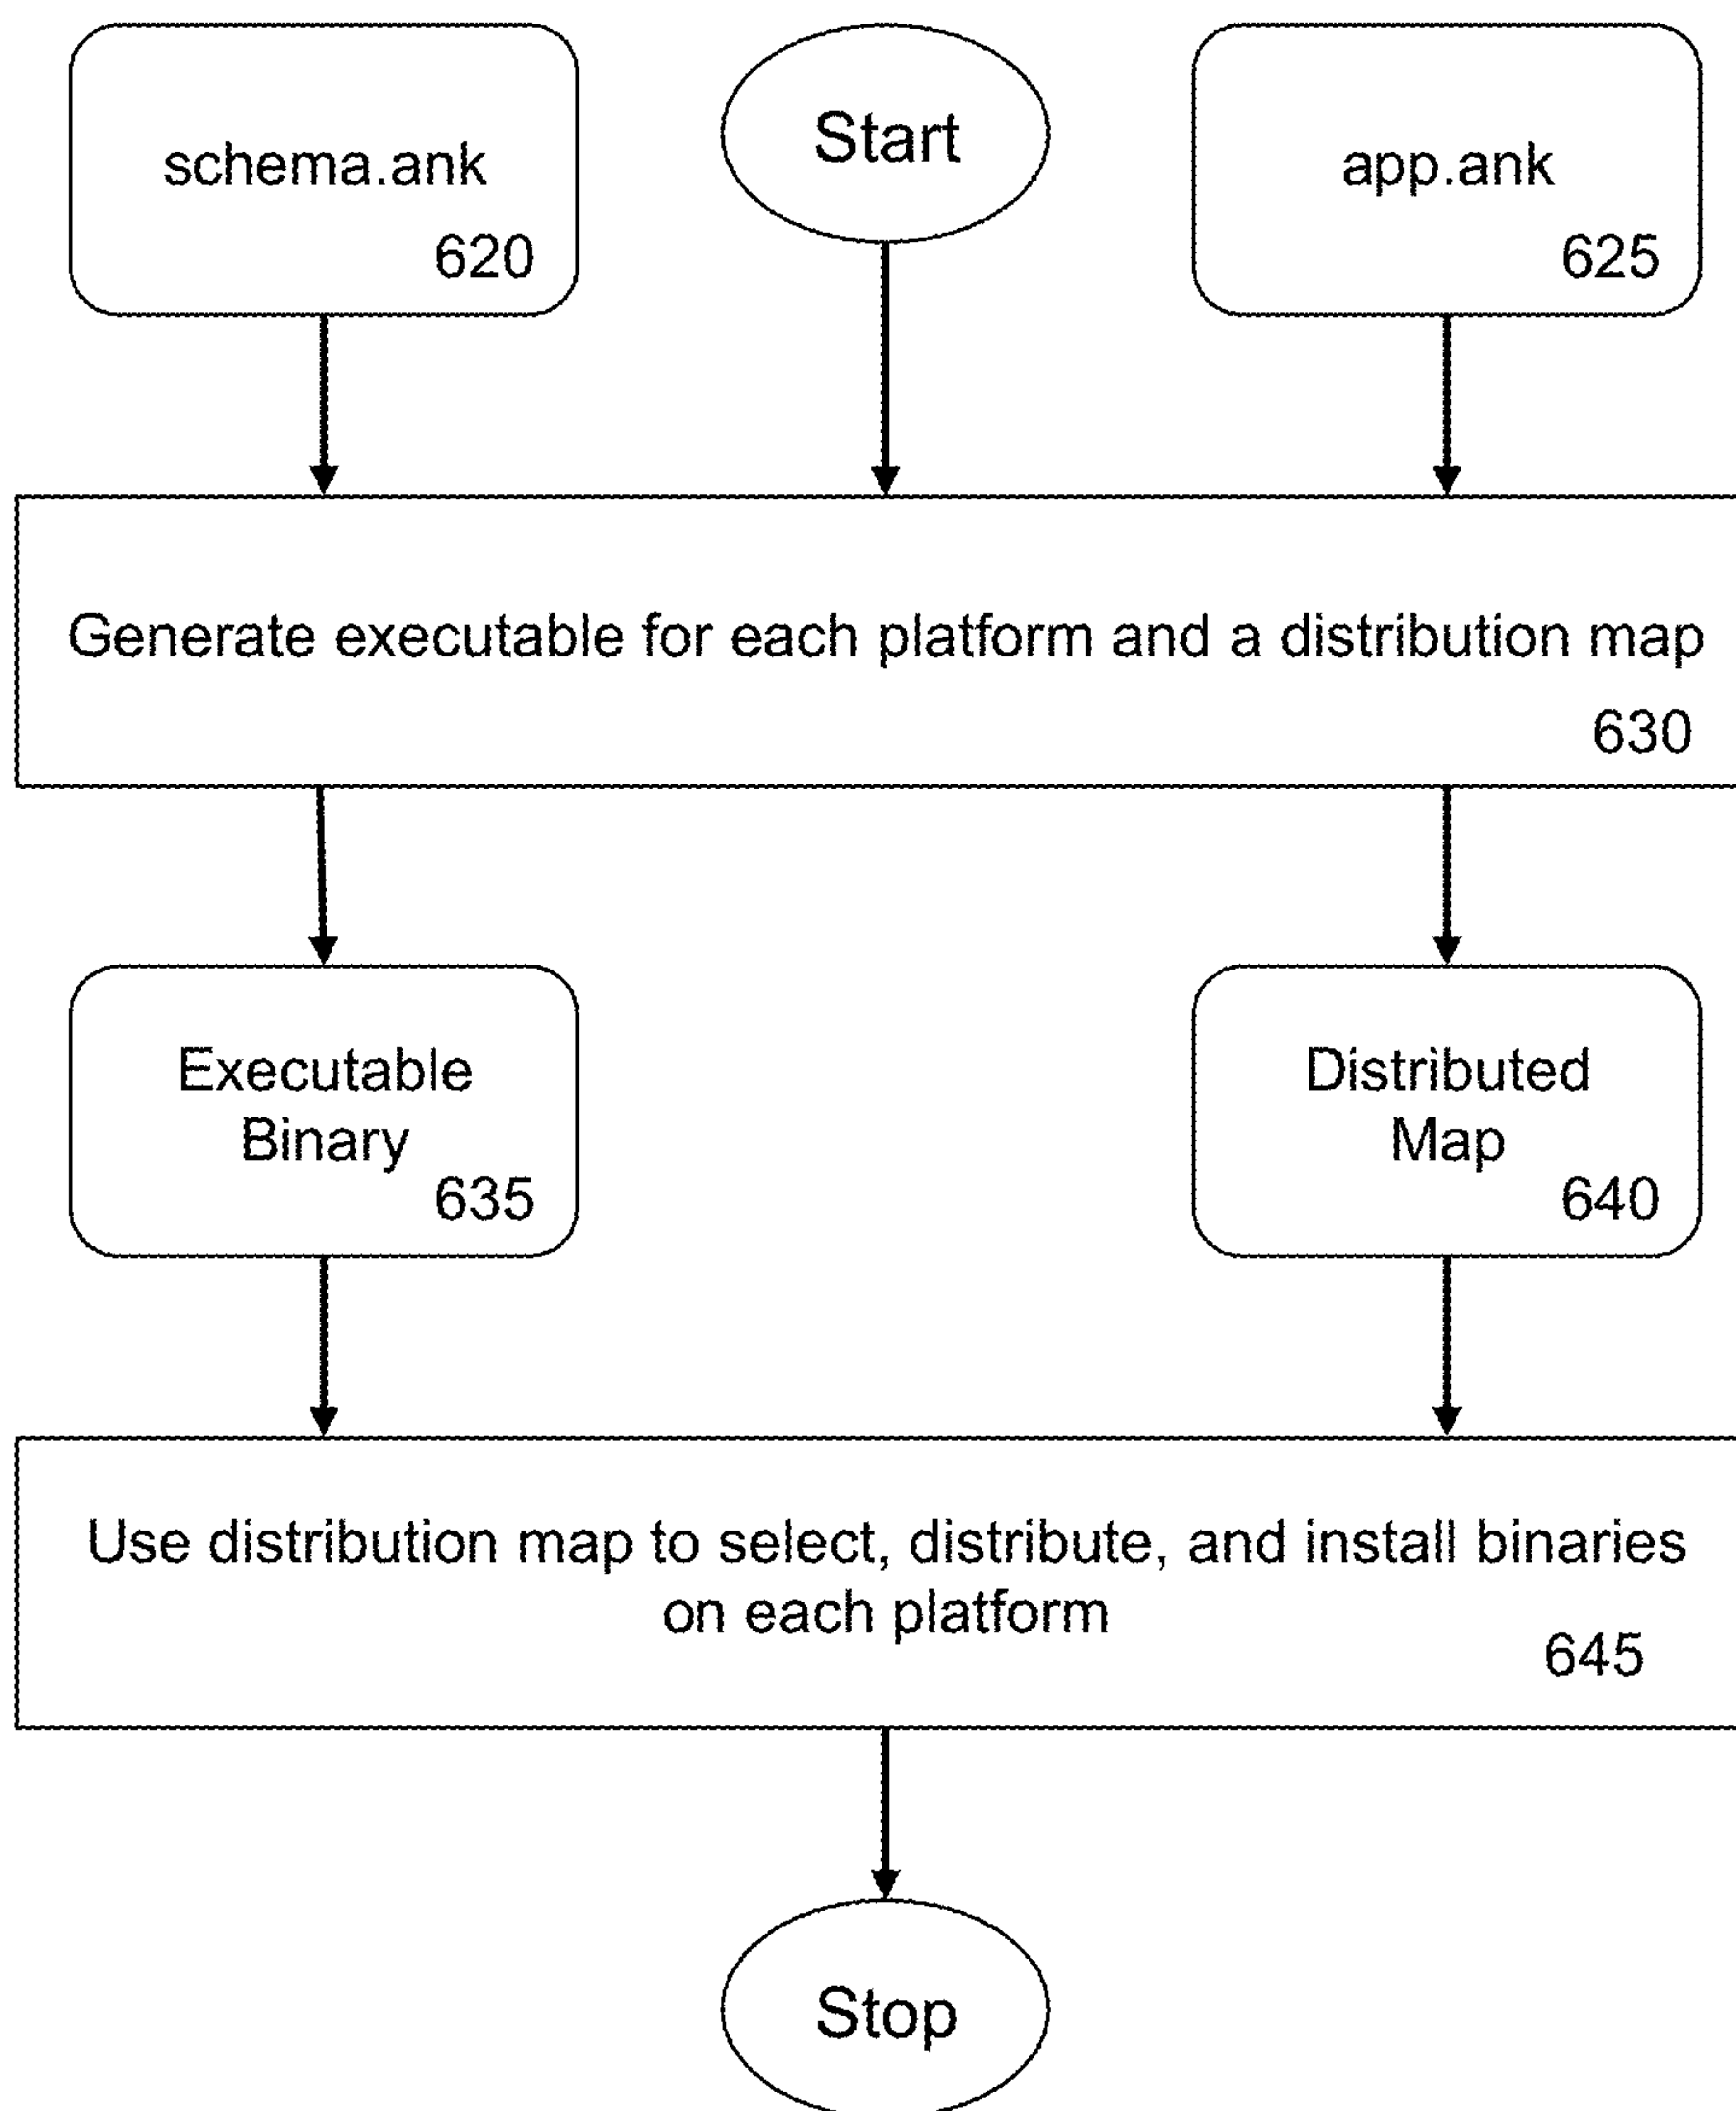 schema.ank
620
Start
app.ank
625
Generate executable for each platform and a distribution map
630
Executable
Binary
635
Distributed
Map
640
Use distribution map to select, distribute, and install binaries
on each platform
645
Stop